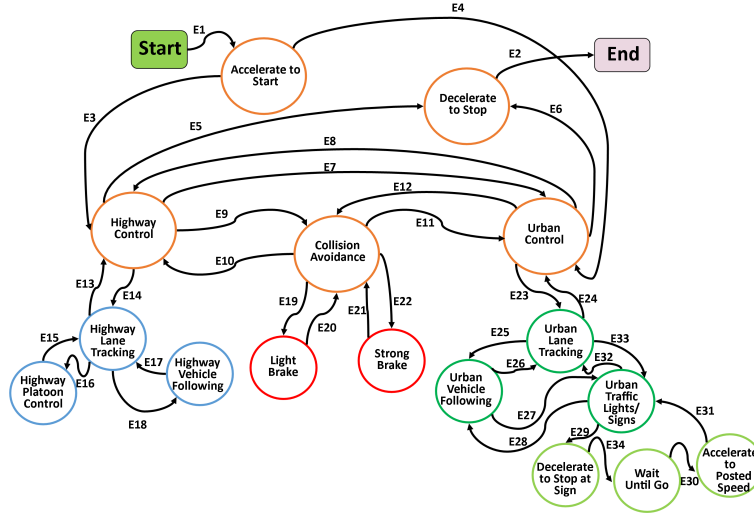 E4
E1
Start
E2
End
Accelerate to
Start
Decelerate
to Stop
E3
E5
E6
E8
E7
E12
Highway
Control
E9
E11
Urban
Control
Collision
Avoidance
E10
E13
E14
E19
E20
E21
E22
E23
E24
Highway
Lane
Tracking
E15
E16
E17
E18
Highway
Platoon
Control
Highway
Vehicle
Following
Light
Brake
Strong
Brake
Urban Lane
Tracking
E25
E26
E33
E32
Urban
Vehicle
Following
Urban
Traffic
Lights/
Signs
E27
E28
E29
E34
E31
E30
Decelerate
to Stop at
Sign
Wait
Until Go
Accelerate
to
Posted
Speed